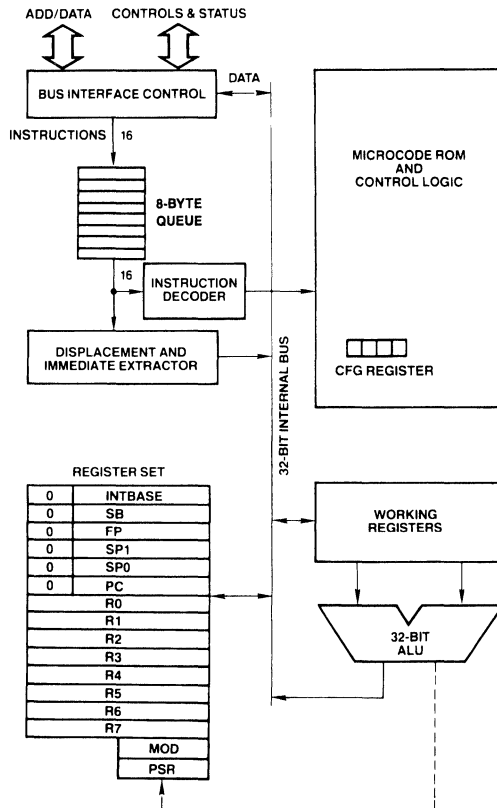 ADD/DATA
CONTROLS & STATUS
BUS INTERFACE CONTROL
DATA
INSTRUCTIONS
16
8-BYTE
QUEUE
16
INSTRUCTION
DECODER
DISPLACEMENT AND
IMMEDIATE EXTRACTOR
MICROCODE ROM
AND
CONTROL LOGIC
CFG REGISTER
32-BIT INTERNAL BUS
REGISTER SET
0 INTBASE
0 SB
0 FP
0 SP1
0 SP0
0 PC
R0
R1
R2
R3
R4
R5
R6
R7
MOD
PSR
WORKING
REGISTERS
32-BIT
ALU